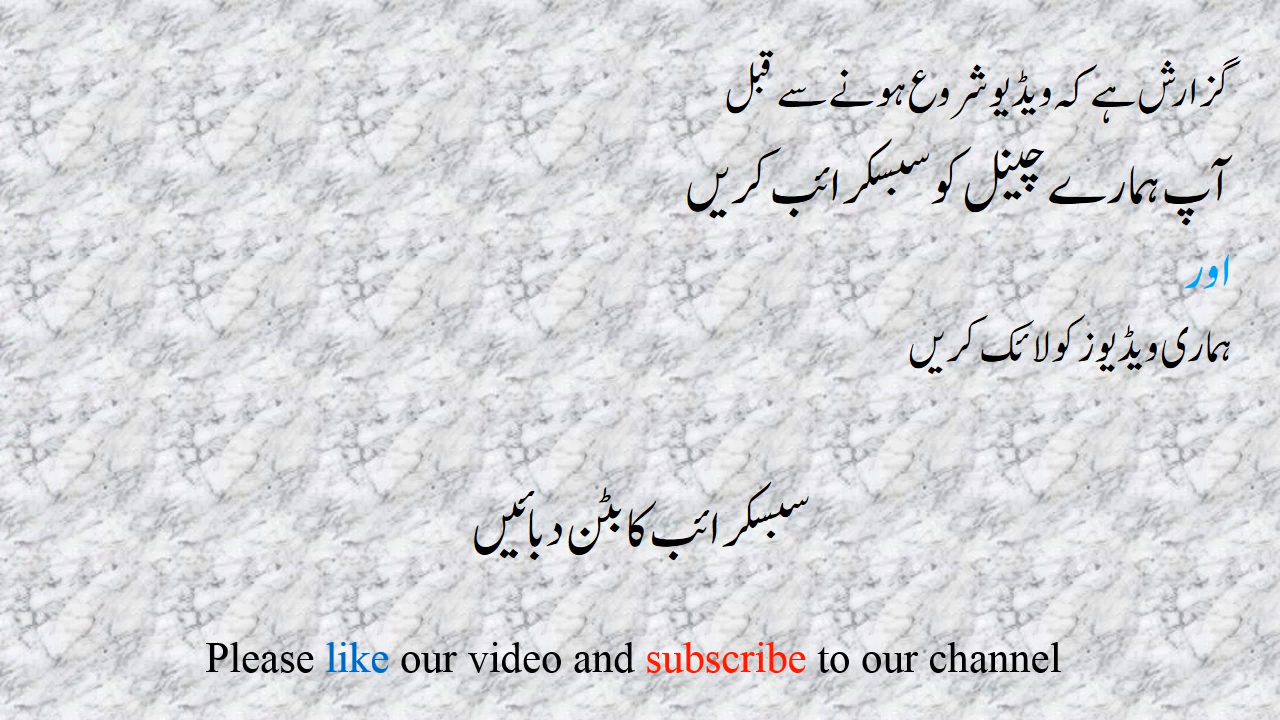 گزارش ہے کہ ویڈیو شروع ہونے سے قبل
آپ ہمارے چینل کو سبسکرائب کریں
اور
ہماری ویڈیوز کو لائک کریں
سبسکرائب کا بٹن دبائیں
Please like our video and subscribe to our channel